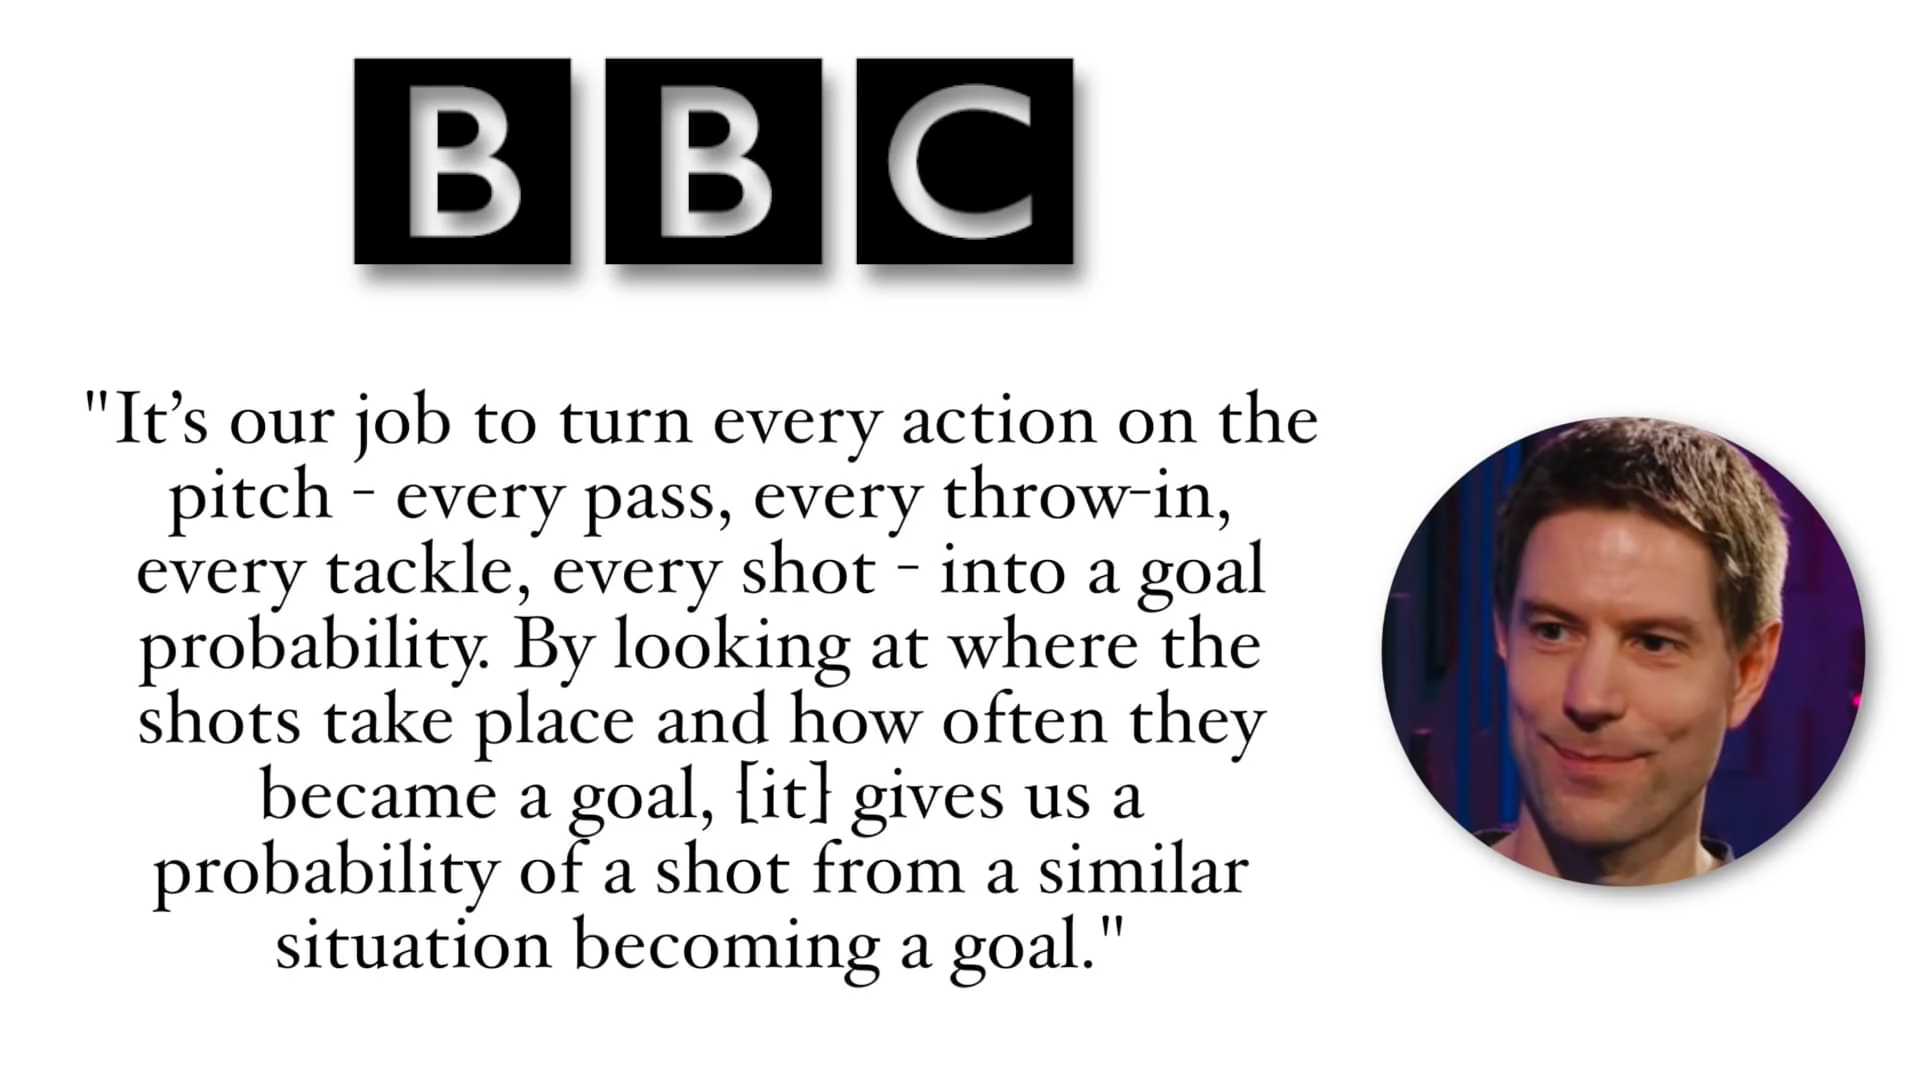 BBC
"It’s our job to turn every action on the
pitch - every pass, every throw-in,
every tackle, every shot - into a goal
probability. By looking at where the
shots take place and how often they
became a goal, [it] gives us a
probability of a shot from a similar
situation becoming a goal."